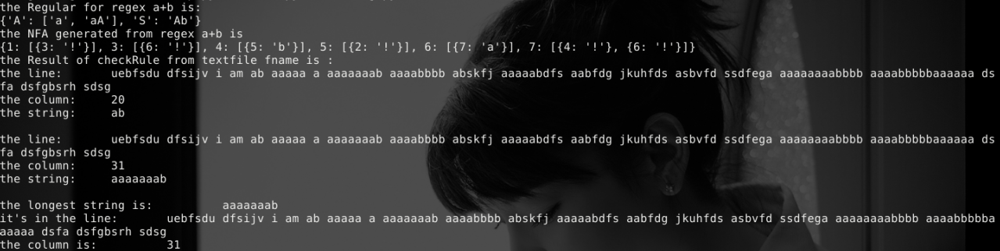 the Regular for regex a+b is:
{'A': ['a', 'aA'], 'S': 'Ab'}
the NFA generated from regex a+b is
{1: [{3: '!'}], 3: [{6: '!'}], 4: [{5: 'b'}], 5: [{2: '!'}], 6: [{7: 'a'}], 7: [{4: '!'}, {6: '!'}]}
the Result of checkRule from textfile fname is :
the line: uebfsdu dfsijv i am ab aaaaa a aaaaaaab aaaabbbb abskfj aaaaabdfs aabfdg jkuhfds asbvfd ssdfega aaaaaaaabbbb aaaabbbbbaaaaaa ds
fa dsfgbsrh sdsg
the column: 20
the string: ab
the line: uebfsdu dfsijv i am ab aaaaa a aaaaaaab aaaabbbb abskfj aaaaabdfs aabfdg jkuhfds asbvfd ssdfega aaaaaaaabbbb aaaabbbbbaaaaaa ds
fa dsfgbsrh sdsg
the column: 31
the string: aaaaaaab
the longest string is: aaaaaaab
it's in the line: uebfsdu dfsijv i am ab aaaaa a aaaaaaab aaaabbbb abskfj aaaaabdfs aabfdg jkuhfds asbvfd ssdfega aaaaaaaabbbb aaaabbbbba
aaaaa dsfa dsfgbsrh sdsg
the column is: 31